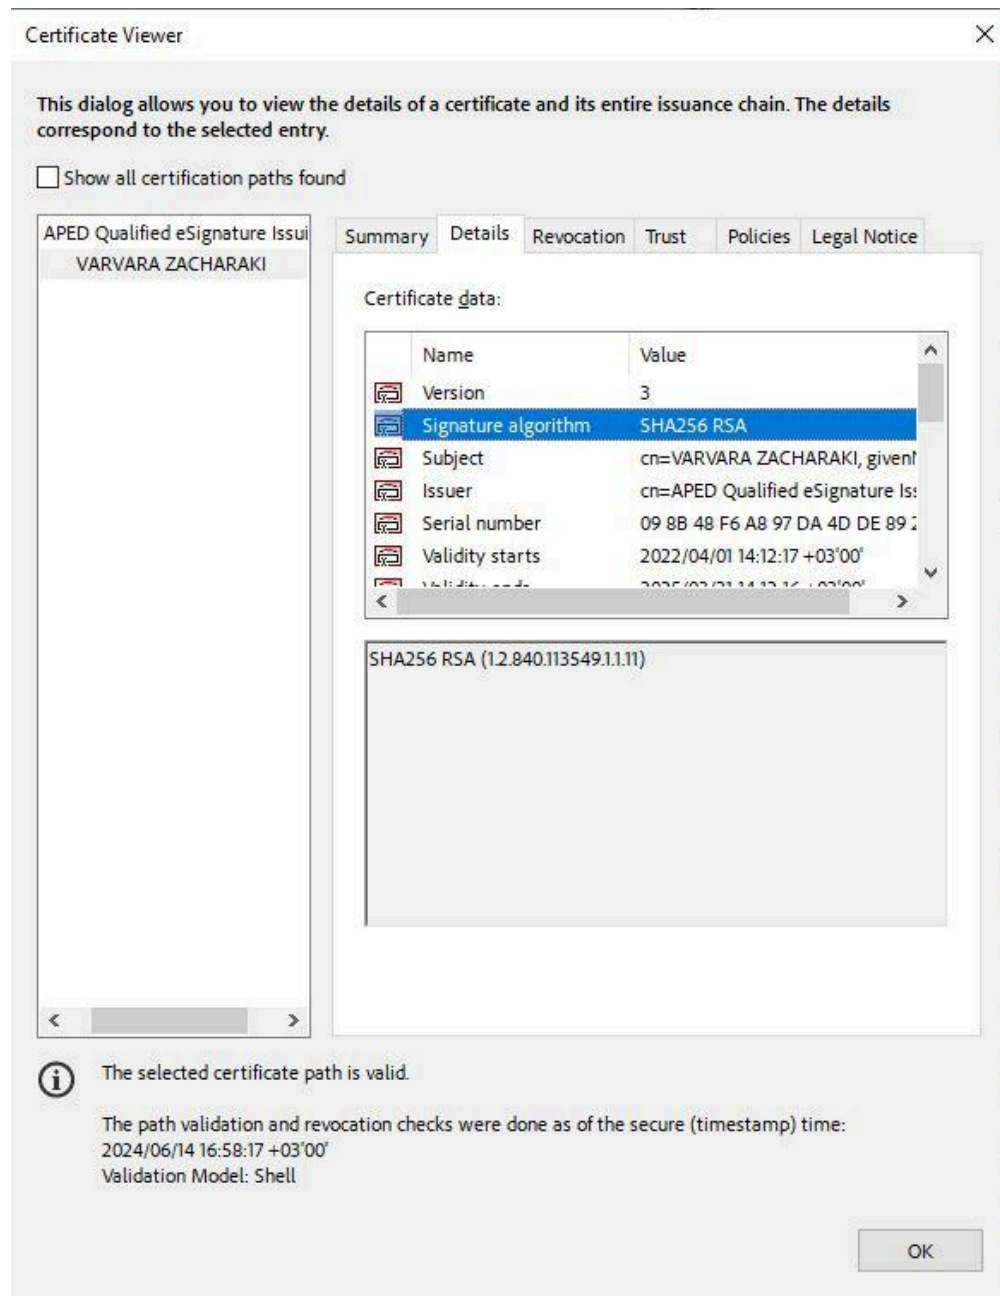 Certificate Viewer
This dialog allows you to view the details of a certificate and its entire issuance chain. The details
correspond to the selected entry.
Show all certification paths found
APED Qualified eSignature Issui
VARVARA ZACHARAKI
Summary Details Revocation Trust Policies Legal Notice
Certificate data:
Name Value
Version 3
Signature algorithm SHA256 RSA
Subject cn=VARVARA ZACHARAKI, given
Issuer cn=APED Qualified eSignature Is
Serial number 09 8B 48 F6 A8 97 DA 4D DE 89
Validity starts 2022/04/01 14:12:17 +03'00'
SHA256 RSA (1.2.840.113549.1.1.11)
The selected certificate path is valid.
The path validation and revocation checks were done as of the secure (timestamp) time:
2024/06/14 16:58:17 +03'00'
Validation Model: Shell
OK